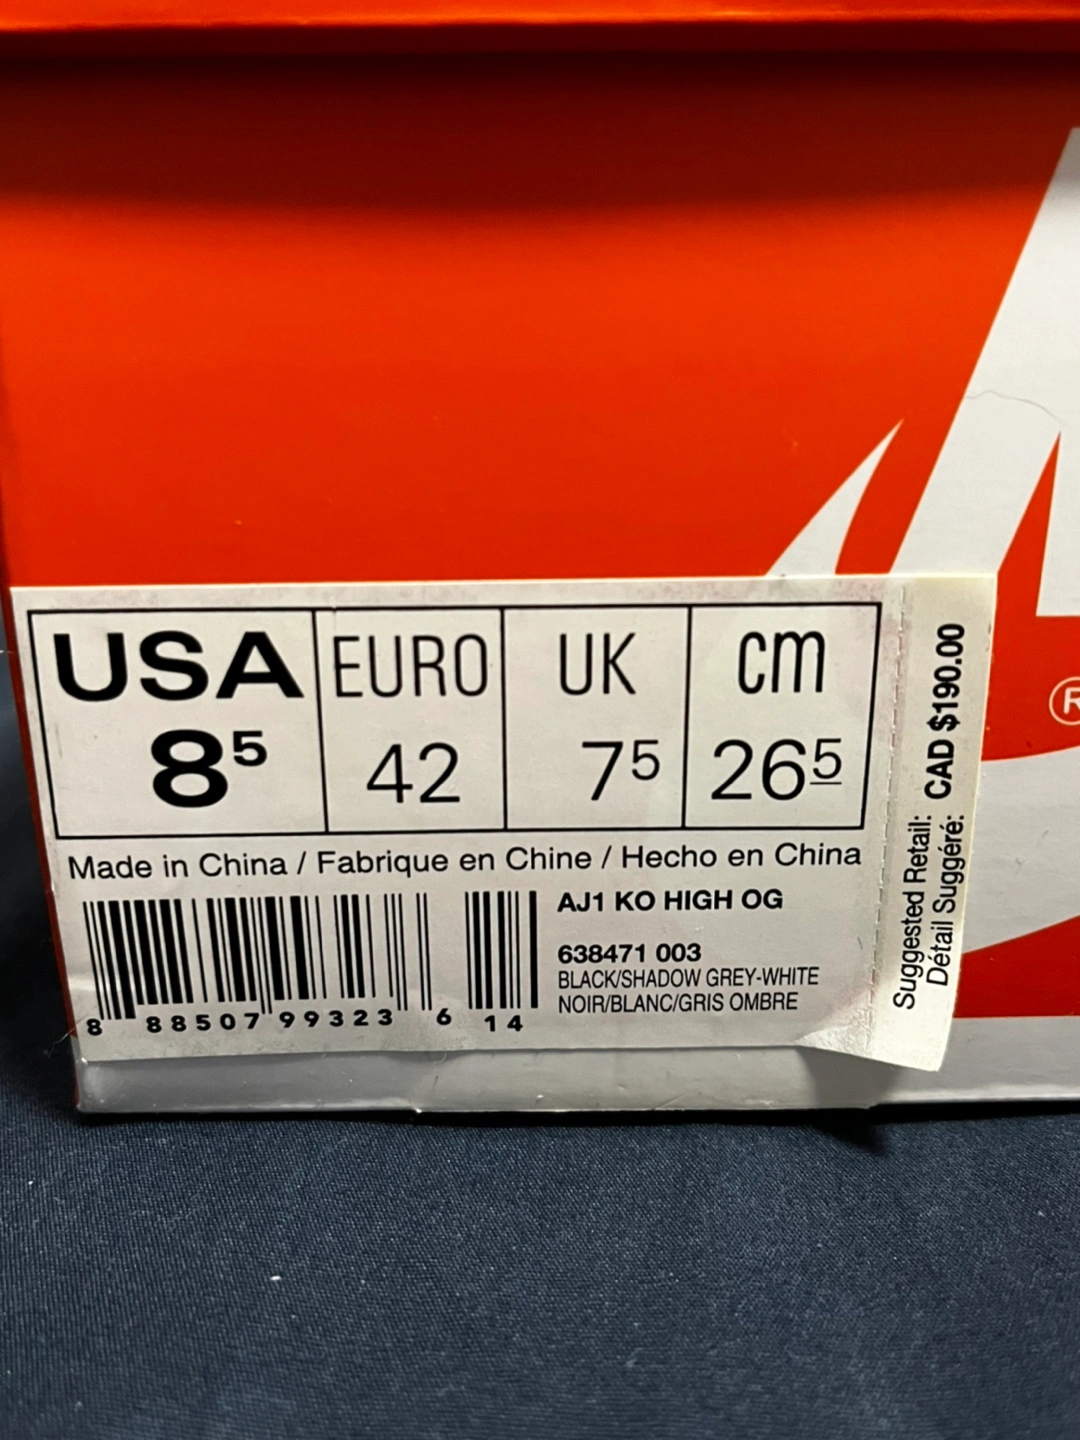 USA EURO UK cm
8⁵ 42 7⁵ 26⁵
Made in China / Fabrique en Chine / Hecho en China
AJ1 KO HIGH OG
638471 003
BLACK/SHADOW GREY-WHITE
NOIR/BLANC/GRIS OMBRE
8 88507 99323 6 14
Suggested Retail:
Détail Suggéré: CAD $190.00
®